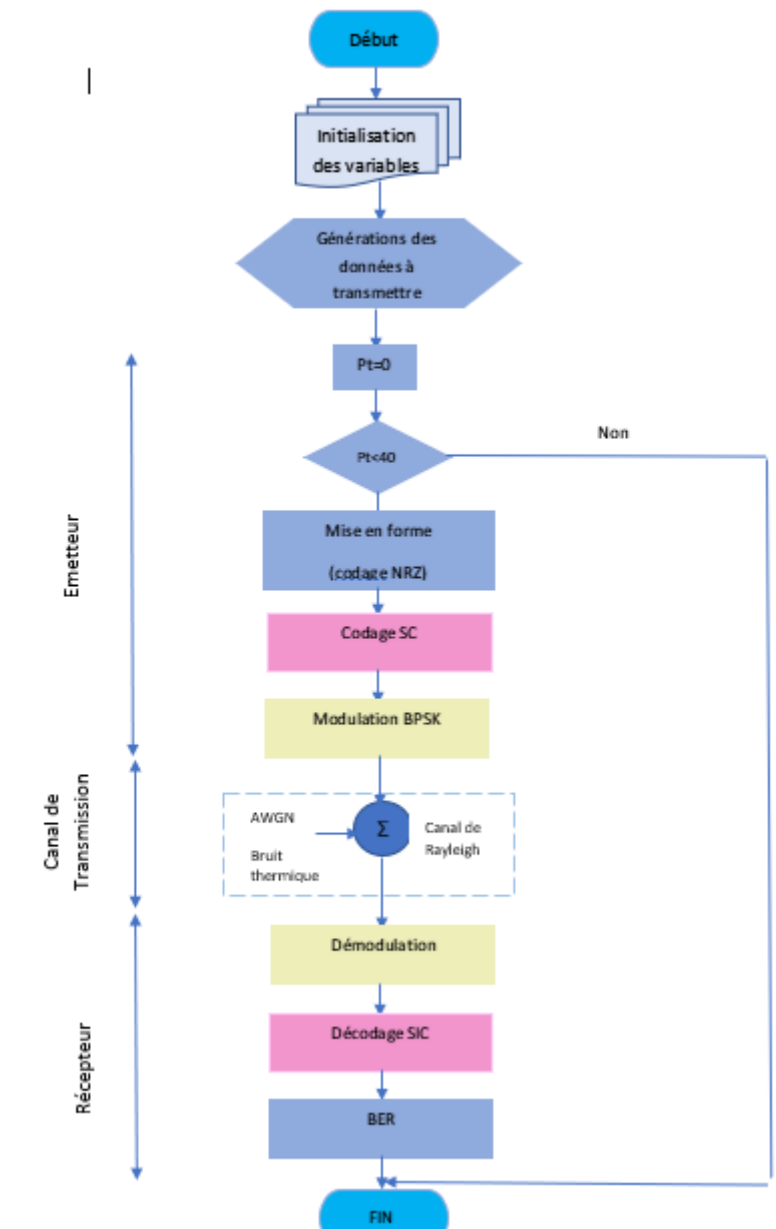 Début
Initialisation
des variables
Générations des
données à
transmettre
Pt=0
Pt<40
Non
Mise en forme
(codage NRZ)
Codage SC
Modulation BPSK
Emetteur
AWGN
Bruit
thermique
Σ
Canal de
Rayleigh
Canal de
Transmission
Démodulation
Décodage SIC
BER
Récepteur
FIN